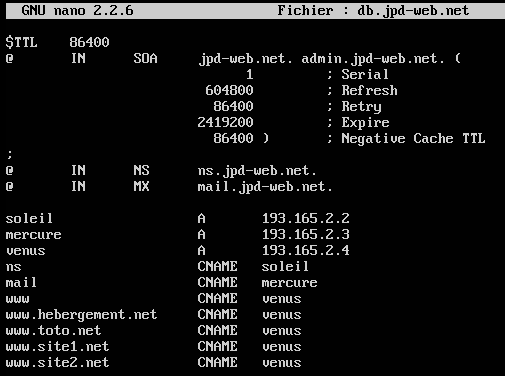 GNU nano 2.2.6 Fichier : db.jpd-web.net
$TTL 86400
@ IN SOA jpd-web.net. admin.jpd-web.net. (
1 ; Serial
604800 ; Refresh
86400 ; Retry
2419200 ; Expire
86400 ) ; Negative Cache TTL
;
@ IN NS ns.jpd-web.net.
@ IN MX mail.jpd-web.net.
soleil A 193.165.2.2
mercure A 193.165.2.3
venus A 193.165.2.4
ns CNAME soleil
mail CNAME mercure
www CNAME venus
www.hebergement.net CNAME venus
www.toto.net CNAME venus
www.site1.net CNAME venus
www.site2.net CNAME venus